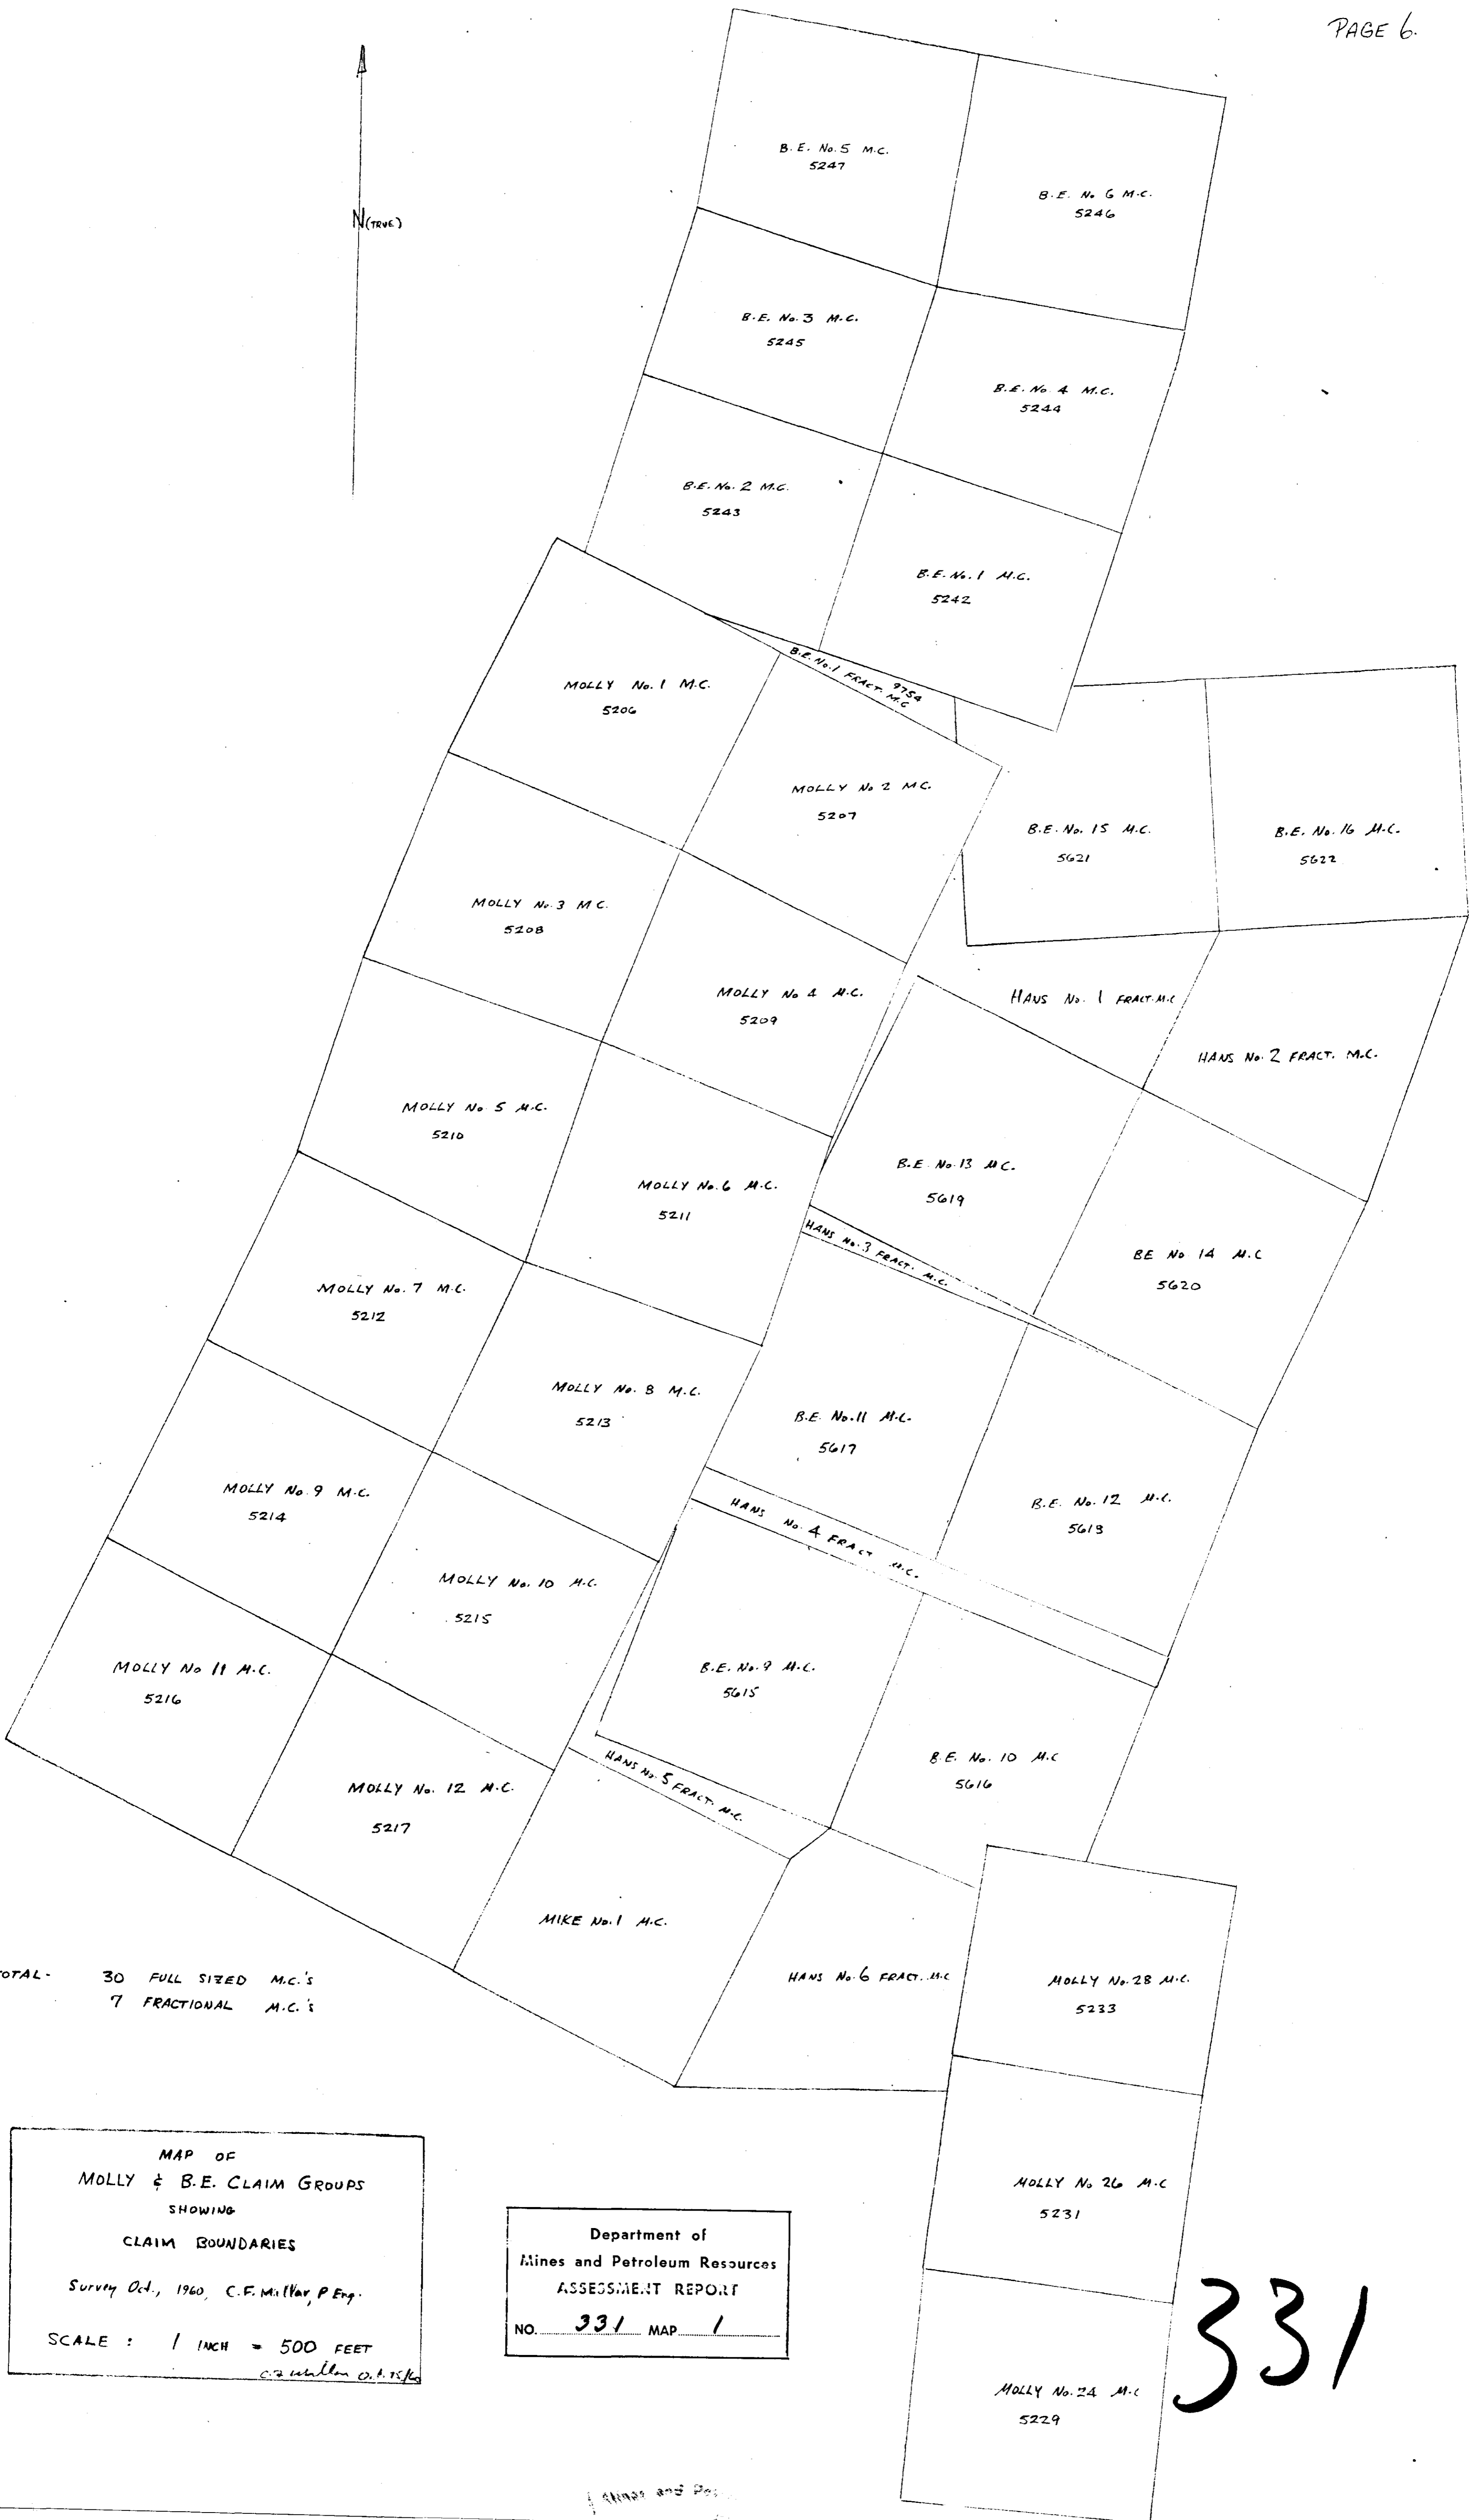 PAGE 6.
N (TRUE)
B.E. No. 5 M.C.
5247
B.E. No 6 M.C.
5246
B.E. No. 3 M.C.
5245
B.E. No 4 M.C.
5244
B.E. No. 2 M.C.
5243
B.E. No. 1 M.C.
5242
B.E. No. 1 FRACT. M.C
9754
MOLLY No. 1 M.C.
5206
MOLLY No 2 M.C.
5207
B.E. No. 15 M.C.
5621
B.E. No. 16 M.C.
5622
MOLLY No. 3 M C.
5208
MOLLY No 4 M.C.
5209
HANS No. 1 FRACT. M.C
HANS No. 2 FRACT. M.C.
MOLLY No 5 M.C.
5210
MOLLY No. 6 M.C.
5211
B.E. No. 13 M C.
5619
HANS No. 3 FRACT. M.C.
BE No 14 M.C
5620
MOLLY No. 7 M.C.
5212
MOLLY No. 8 M.C.
5213
B.E. No. 11 M.C.
5617
HANS No. 4 FRACT M.C.
B.E. No. 12 M.C.
5618
MOLLY No. 9 M.C.
5214
MOLLY No. 10 M.C.
5215
MOLLY No 11 M.C.
5216
B.E. No. 9 M.C.
5615
B.E. No. 10 M.C
5616
HANS No. 5 FRACT. M.C.
MOLLY No. 12 M.C.
5217
MIKE No. 1 M.C.
HANS No. 6 FRACT. M.C
MOLLY No. 28 M.C.
5233
OTAL - 30 FULL SIZED M.C.'s
7 FRACTIONAL M.C.'s
MOLLY No 26 M.C
5231
MAP OF
MOLLY & B.E. CLAIM GROUPS
SHOWING
CLAIM BOUNDARIES
Survey Oct., 1960, C.F. Millar, P Eng.
SCALE : 1 INCH = 500 FEET
Department of
Mines and Petroleum Resources
ASSESSMENT REPORT
NO. 331 MAP 1
331
MOLLY No. 24 M.C
5229
Mines and Pe